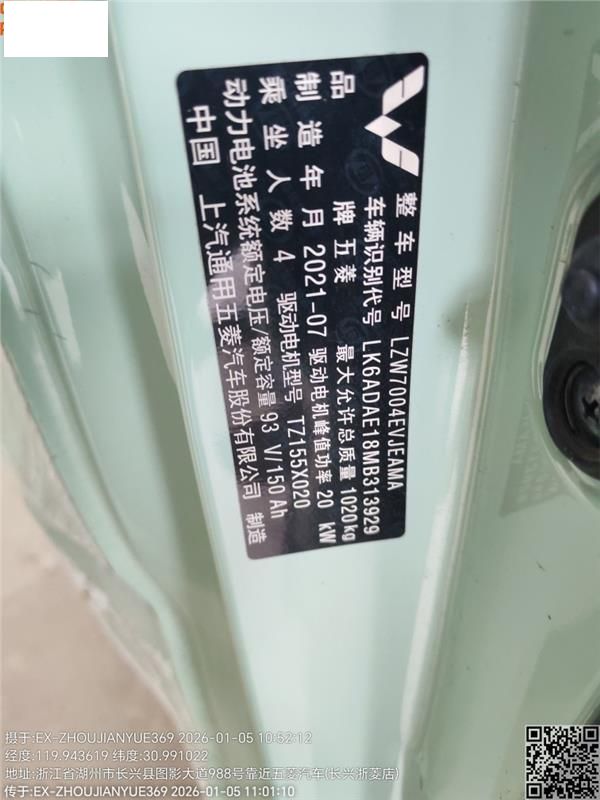 整车型号 LZW7004EVJEAMA
车辆识别代号 LK6ADAE18MB313929
品 牌 五菱 最大允许总质量 1020kg
制造年月 2021-07 驱动电机峰值功率 20 kW
乘坐人数 4 驱动电机型号 TZ155X020
动力电池系统额定电压/额定容量 93 V/150 Ah
中国 上汽通用五菱汽车股份有限公司 制造
摄于:EX-ZHOUJIANYUE369 2026-01-05 10:52:12
经度:119.943619 纬度:30.991022
地址:浙江省湖州市长兴县图影大道988号靠近五菱汽车(长兴浙菱店)
传于:EX-ZHOUJIANYUE369 2026-01-05 11:01:10